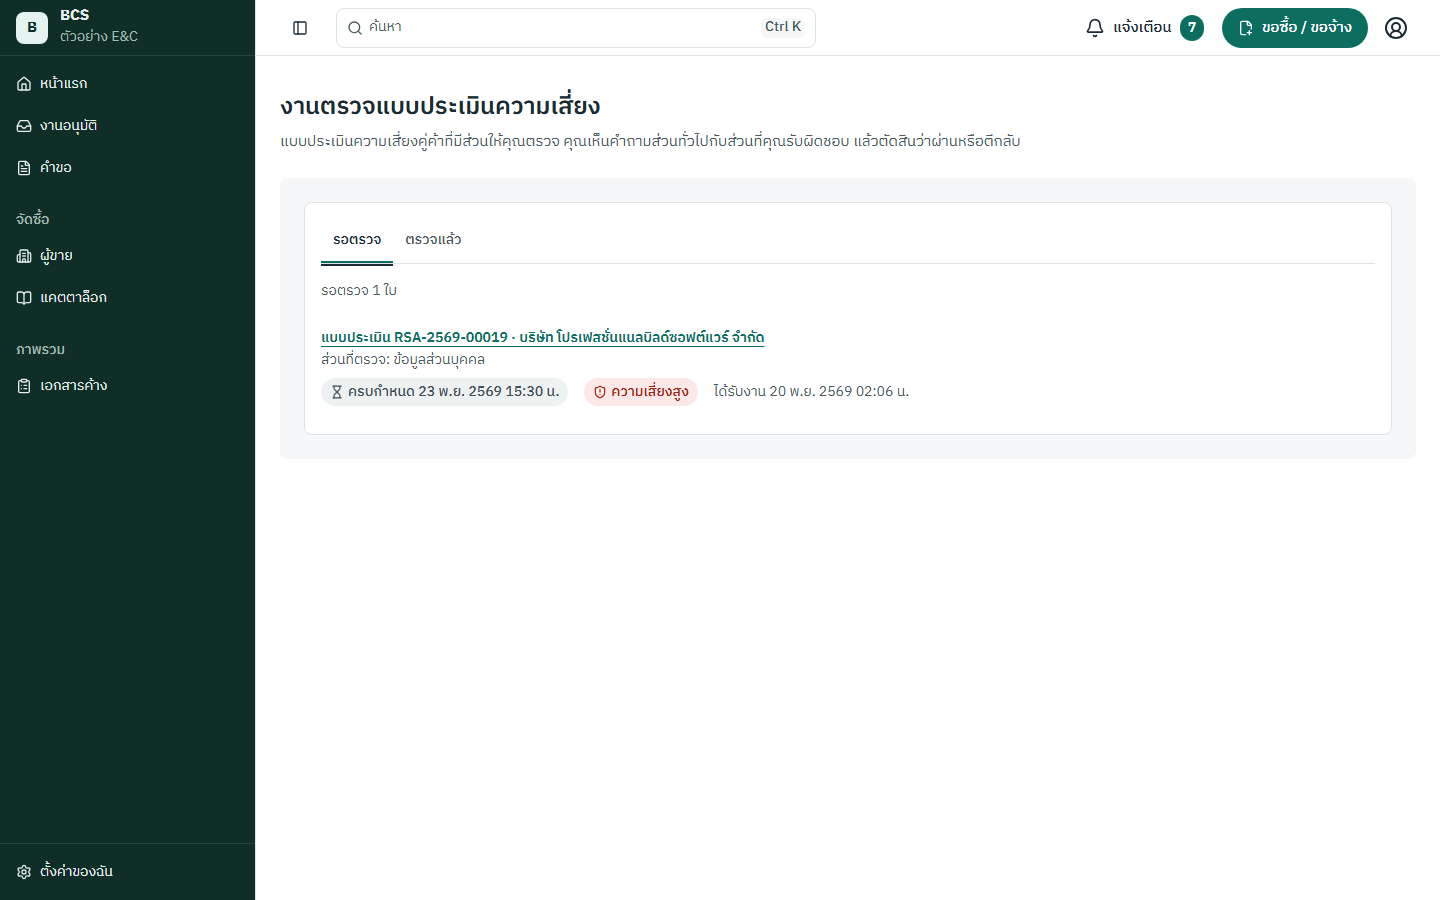 B
BCS
ตัวอย่าง E&C
ค้นหา
Ctrl K
แจ้งเตือน 7
ขอซื้อ / ขอจ้าง
หน้าแรก
งานอนุมัติ
คำขอ
จัดซื้อ
ผู้ขาย
แคตตาล็อก
ภาพรวม
เอกสารค้าง
ตั้งค่าของฉัน
งานตรวจแบบประเมินความเสี่ยง
แบบประเมินความเสี่ยงคู่ค้าที่มีส่วนให้คุณตรวจ คุณเห็นคำถามส่วนทั่วไปกับส่วนที่คุณรับผิดชอบ แล้วตัดสินว่าผ่านหรือตีกลับ
รอตรวจ
ตรวจแล้ว
รอตรวจ 1 ใบ
แบบประเมิน RSA-2569-00019 · บริษัท โปรเฟสชั่นแนลบิลด์ซอฟต์แวร์ จำกัด
ส่วนที่ตรวจ: ข้อมูลส่วนบุคคล
ครบกำหนด 23 พ.ย. 2569 15:30 น.
ความเสี่ยงสูง
ได้รับงาน 20 พ.ย. 2569 02:06 น.